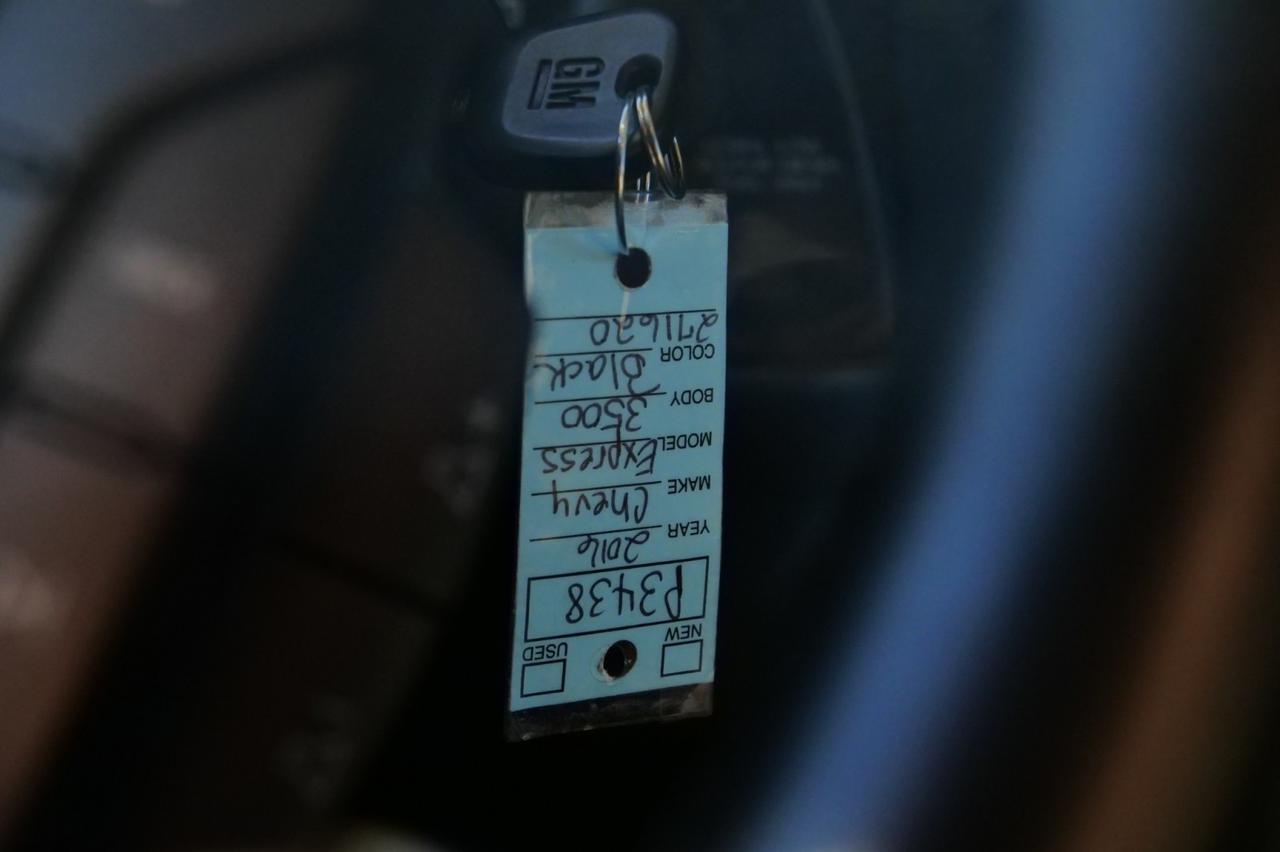 GM
NEW USED
P3438
YEAR 2016
MAKE Chevy
MODEL Express
BODY 3500
COLOR Black
271620